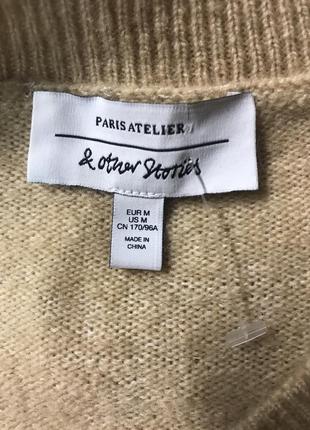 PARIS ATELIER
& other Stories
EUR M
US M
CN 170/96A
MADE IN
CHINA